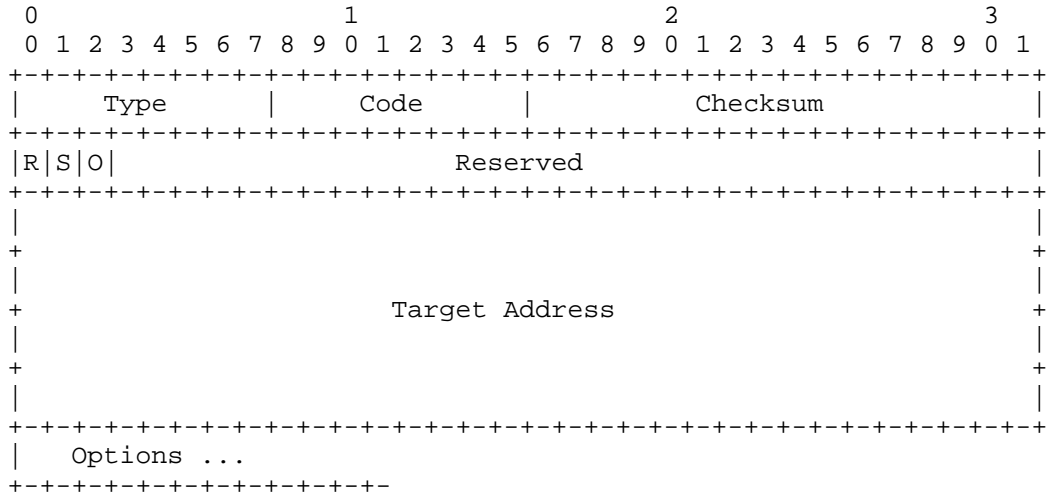 0                   1                   2                   3
 0 1 2 3 4 5 6 7 8 9 0 1 2 3 4 5 6 7 8 9 0 1 2 3 4 5 6 7 8 9 0 1
+-+-+-+-+-+-+-+-+-+-+-+-+-+-+-+-+-+-+-+-+-+-+-+-+-+-+-+-+-+-+-+-+
|     Type      |     Code      |          Checksum             |
+-+-+-+-+-+-+-+-+-+-+-+-+-+-+-+-+-+-+-+-+-+-+-+-+-+-+-+-+-+-+-+-+
|R|S|O|                     Reserved                            |
+-+-+-+-+-+-+-+-+-+-+-+-+-+-+-+-+-+-+-+-+-+-+-+-+-+-+-+-+-+-+-+-+
|                                                               |
+                                                               +
|                                                               |
+                       Target Address                          +
|                                                               |
+                                                               +
|                                                               |
+-+-+-+-+-+-+-+-+-+-+-+-+-+-+-+-+-+-+-+-+-+-+-+-+-+-+-+-+-+-+-+-+
|   Options ...
+-+-+-+-+-+-+-+-+-+-+-+-